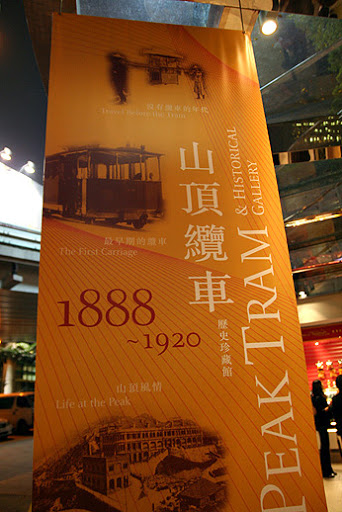 沒有纜車的年代
Travel Before the Tram
最早期的纜車
The First Carriage
山頂纜車
歷史珍藏館
PEAK TRAM
& HISTORICAL
GALLERY
1888
~1920
山頂風情
Life at the Peak